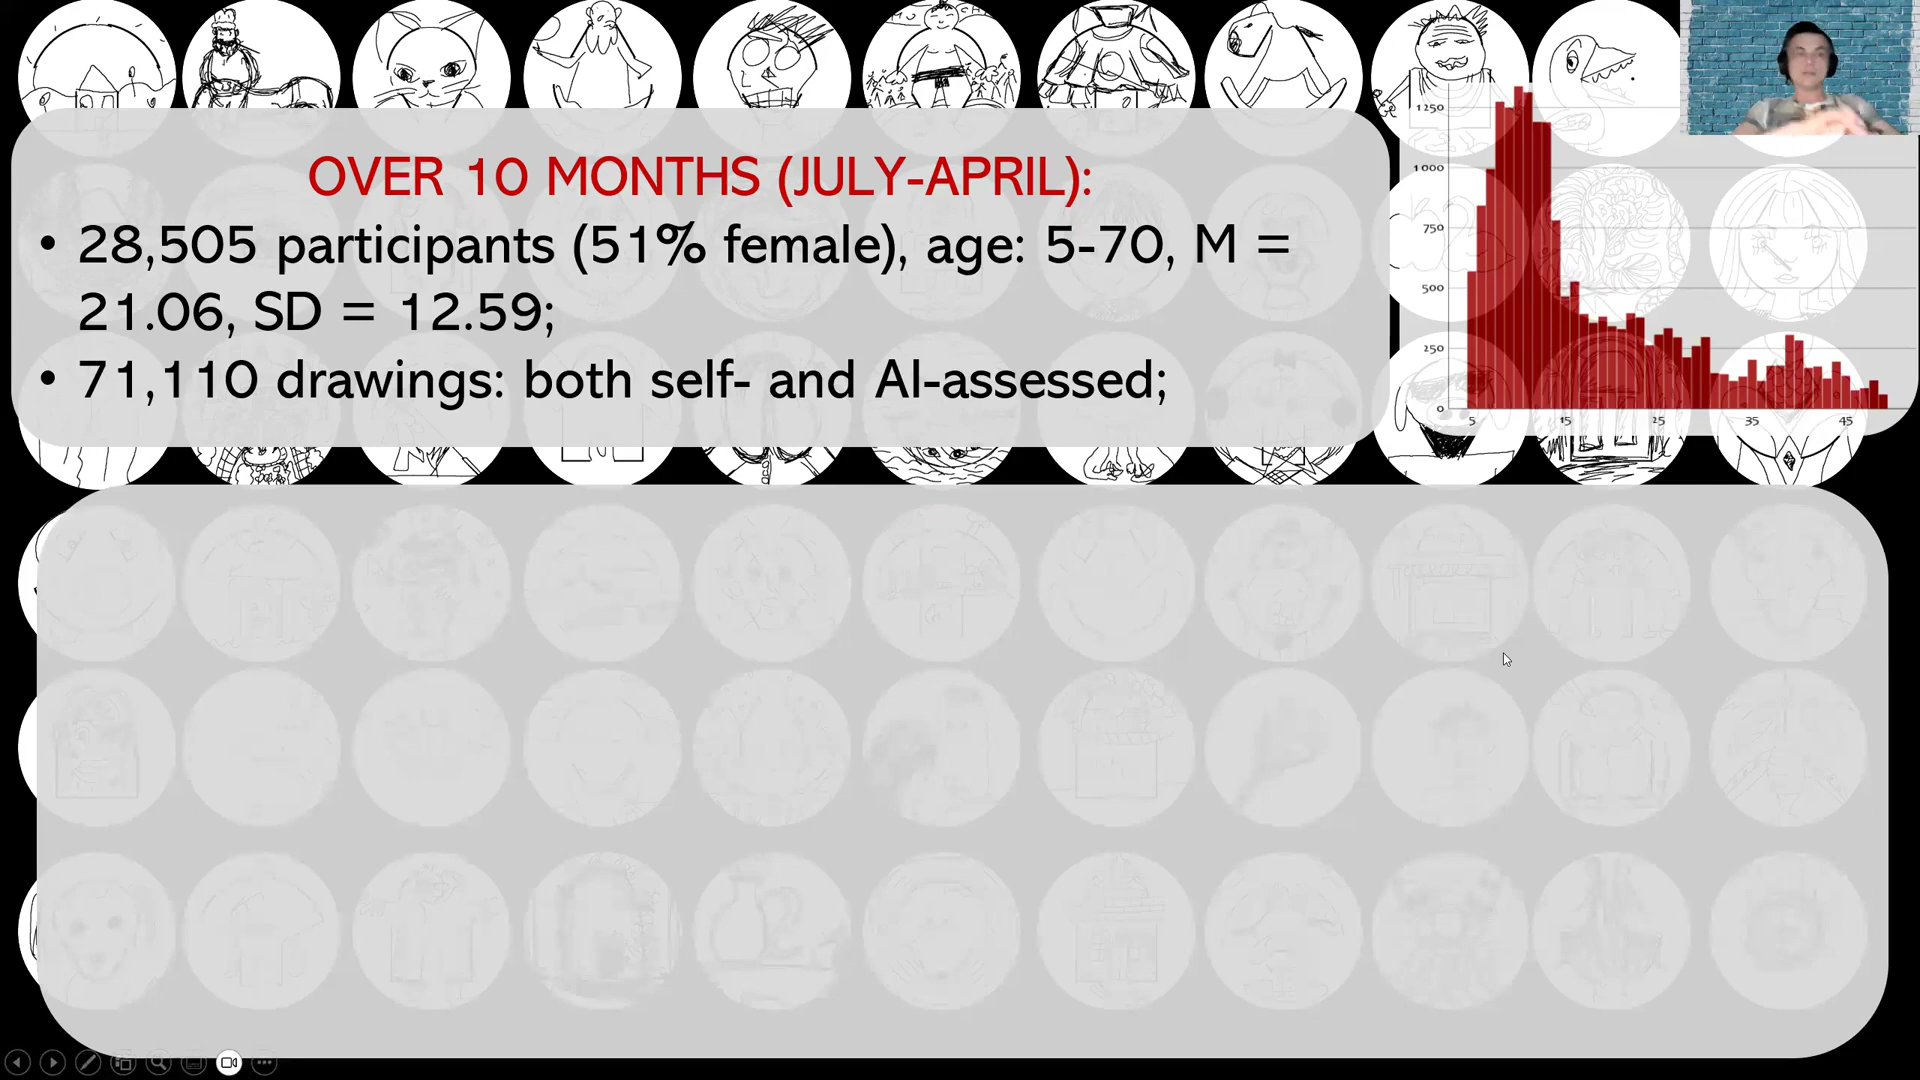 OVER 10 MONTHS (JULY-APRIL):
• 28,505 participants (51% female), age: 5-70, M =
21.06, SD = 12.59;
• 71,110 drawings: both self- and AI-assessed;
1250
1000
750
500
250
0
5 15 25 35 45